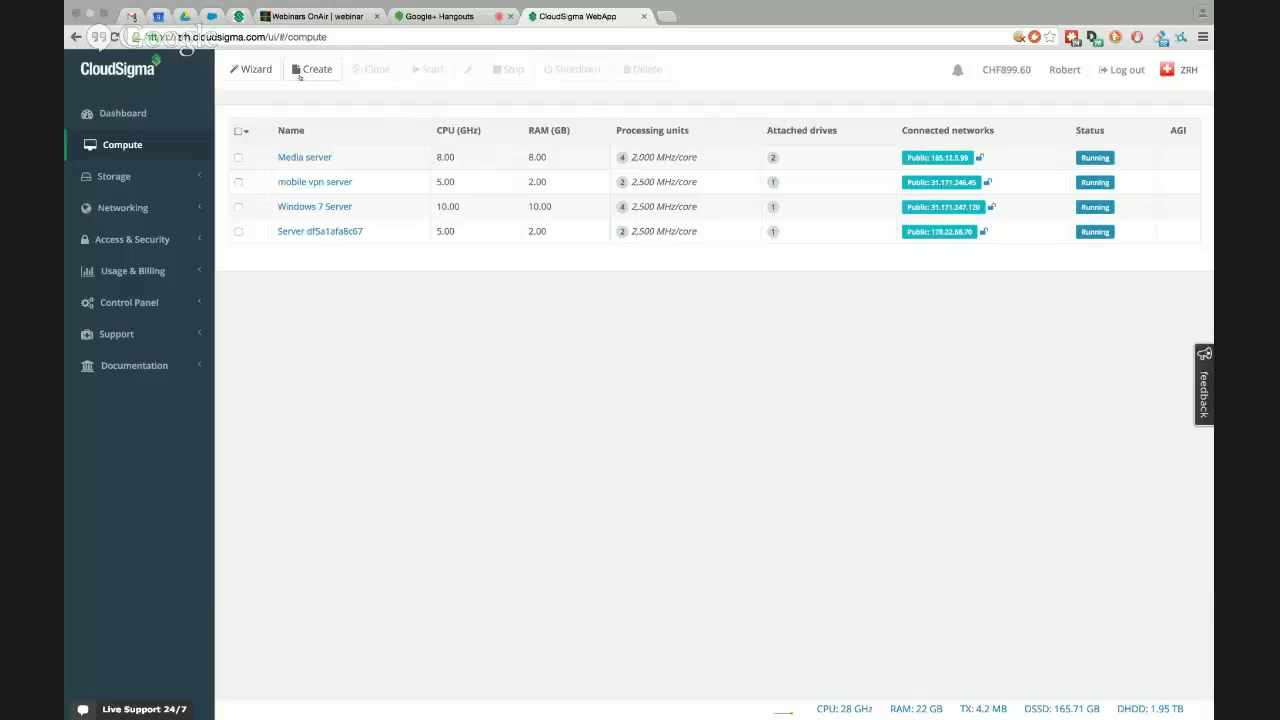 Webinars OnAir | webinar
Google+ Hangouts
CloudSigma WebApp
Google
zrh.cloudsigma.com/ui/#/compute
CloudSigma
Wizard
Create
Clone
Start
Stop
Shutdown
Delete
CHF899.60
Robert
Log out
ZRH
Dashboard
Compute
Storage
Networking
Access & Security
Usage & Billing
Control Panel
Support
Documentation
Name CPU (GHz) RAM (GB) Processing units Attached drives Connected networks Status AGI
Media server 8.00 8.00 4 2,000 MHz/core 2 Public: 185.12.5.99 Running
mobile vpn server 5.00 2.00 2 2,500 MHz/core 1 Public: 31.171.246.45 Running
Windows 7 Server 10.00 10.00 4 2,500 MHz/core 1 Public: 31.171.247.120 Running
Server df5a1afa8c67 5.00 2.00 2 2,500 MHz/core 1 Public: 178.22.68.70 Running
feedback
Live Support 24/7
CPU: 28 GHz RAM: 22 GB TX: 4.2 MB DSSD: 165.71 GB DHDD: 1.95 TB